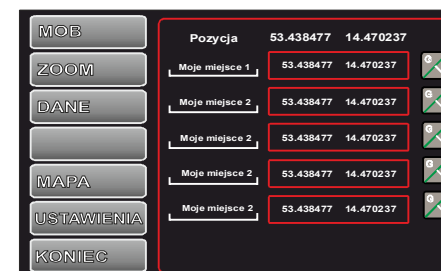 MOB
ZOOM
DANE
MAPA
USTAWIENIA
KONIEC
Pozycja 53.438477 14.470237
Moje miejsce 1 53.438477 14.470237 G
Moje miejsce 2 53.438477 14.470237 G
Moje miejsce 2 53.438477 14.470237 G
Moje miejsce 2 53.438477 14.470237 G
Moje miejsce 2 53.438477 14.470237 G